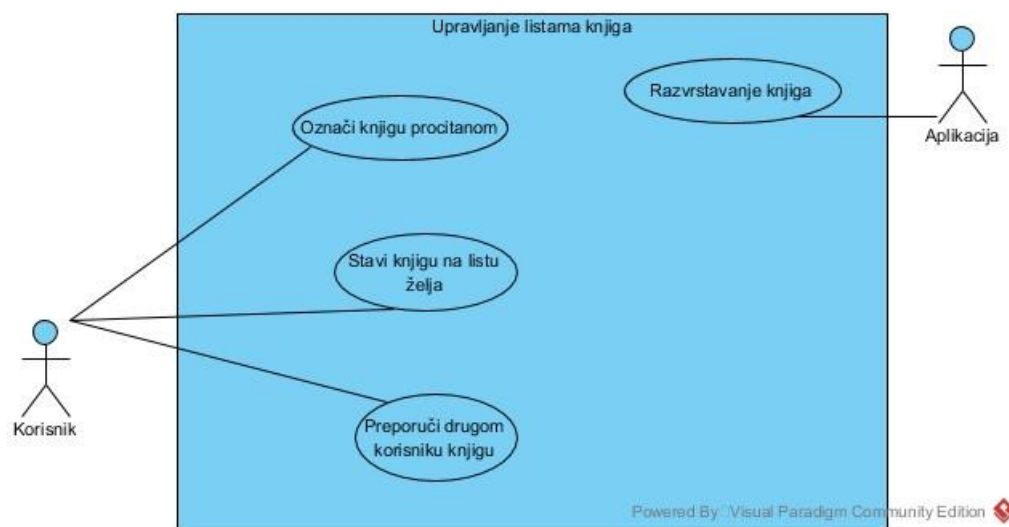 Upravljanje listama knjiga
Razvrstavanje knjiga
Aplikacija
Označi knjigu procitanom
Stavi knjigu na listu
želja
Korisnik
Preporuči drugom
korisniku knjigu
Powered By Visual Paradigm Community Edition